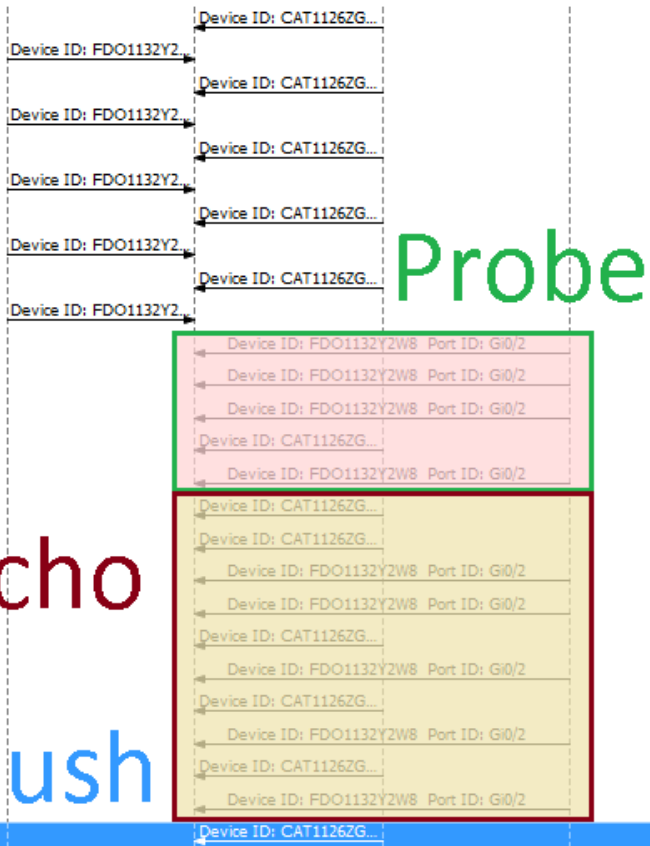 Device ID: CAT1126ZG...
Device ID: FDO1132Y2...
Device ID: CAT1126ZG...
Device ID: FDO1132Y2...
Device ID: CAT1126ZG...
Device ID: FDO1132Y2...
Device ID: CAT1126ZG...
Device ID: FDO1132Y2...
Probe
Device ID: CAT1126ZG...
Device ID: FDO1132Y2...
Device ID: FDO1132Y2W8 Port ID: Gi0/2
Device ID: FDO1132Y2W8 Port ID: Gi0/2
Device ID: FDO1132Y2W8 Port ID: Gi0/2
Device ID: CAT1126ZG...
Device ID: FDO1132Y2W8 Port ID: Gi0/2
Device ID: CAT1126ZG...
Device ID: CAT1126ZG...
cho
Device ID: FDO1132Y2W8 Port ID: Gi0/2
Device ID: FDO1132Y2W8 Port ID: Gi0/2
Device ID: CAT1126ZG...
Device ID: FDO1132Y2W8 Port ID: Gi0/2
Device ID: CAT1126ZG...
Device ID: FDO1132Y2W8 Port ID: Gi0/2
ush
Device ID: CAT1126ZG...
Device ID: FDO1132Y2W8 Port ID: Gi0/2
Device ID: CAT1126ZG...